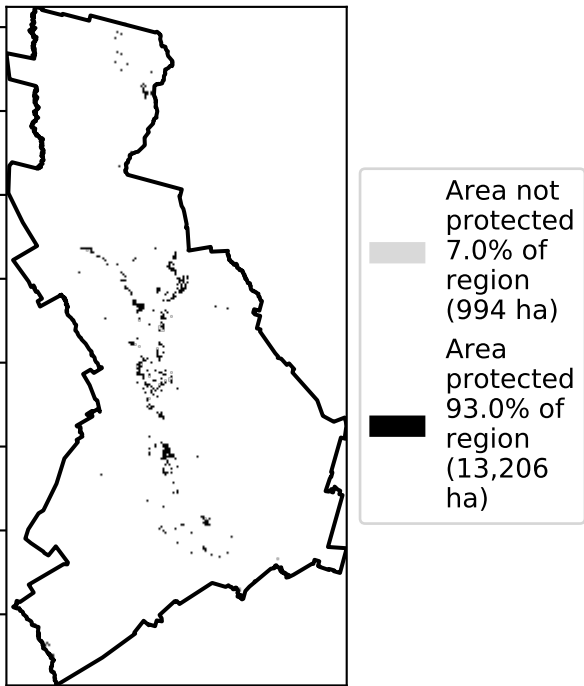 Area not
protected
7.0% of
region
(994 ha)
Area
protected
93.0% of
region
(13,206
ha)